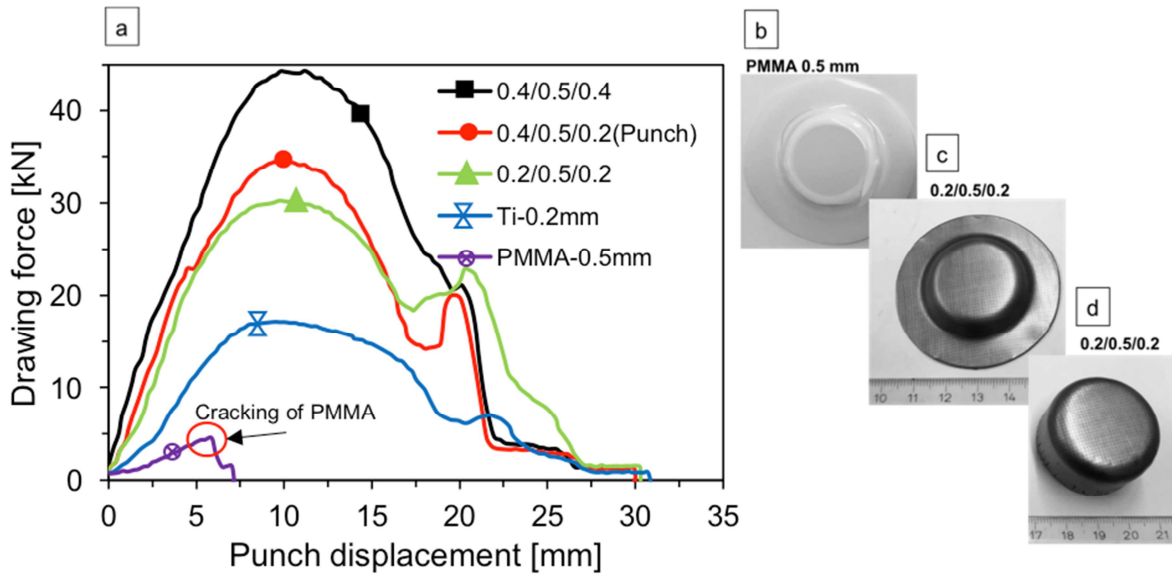 a
Drawing force [kN]
40
30
20
10
0
0
5
10
15
20
25
30
35
Punch displacement [mm]
0.4/0.5/0.4
0.4/0.5/0.2(Punch)
0.2/0.5/0.2
Ti-0.2mm
PMMA-0.5mm
Cracking of PMMA
b
PMMA 0.5 mm
c
0.2/0.5/0.2
10 11 12 13 14
d
0.2/0.5/0.2
17 18 19 20 21